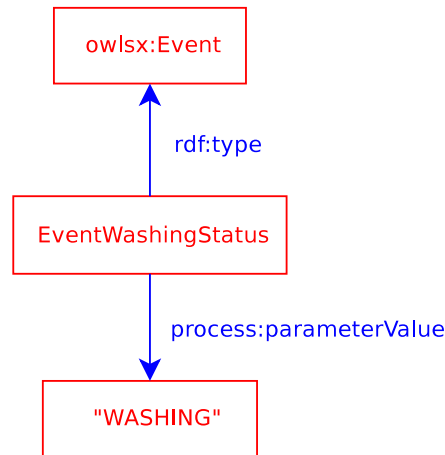 owlsx:Event
rdf:type
EventWashingStatus
process:parameterValue
"WASHING"